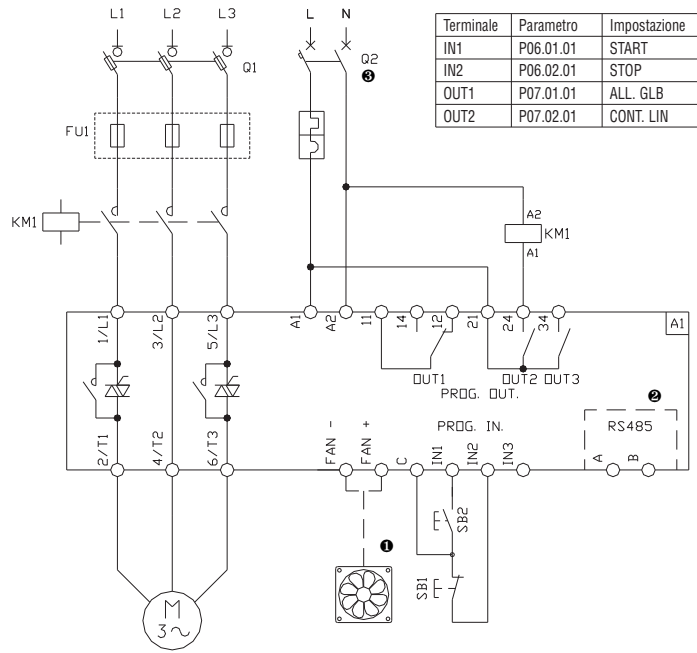 L1 L2 L3 L N
Terminale Parametro Impostazione
IN1 P06.01.01 START
IN2 P06.02.01 STOP
OUT1 P07.01.01 ALL. GLB
OUT2 P07.02.01 CONT. LIN
Q1
Q2
❸
FU1
KM1
A2
KM1
A1
1/L1 3/L2 5/L3 A1 A2 11 14 12 21 24 34
A1
OUT1 OUT2 OUT3
PROG. OUT.
❷
PROG. IN.
RS485
2/T1 4/T2 6/T3 FAN - FAN + C IN1 IN2 IN3 A B
SB2
❶
SB1
M
3~